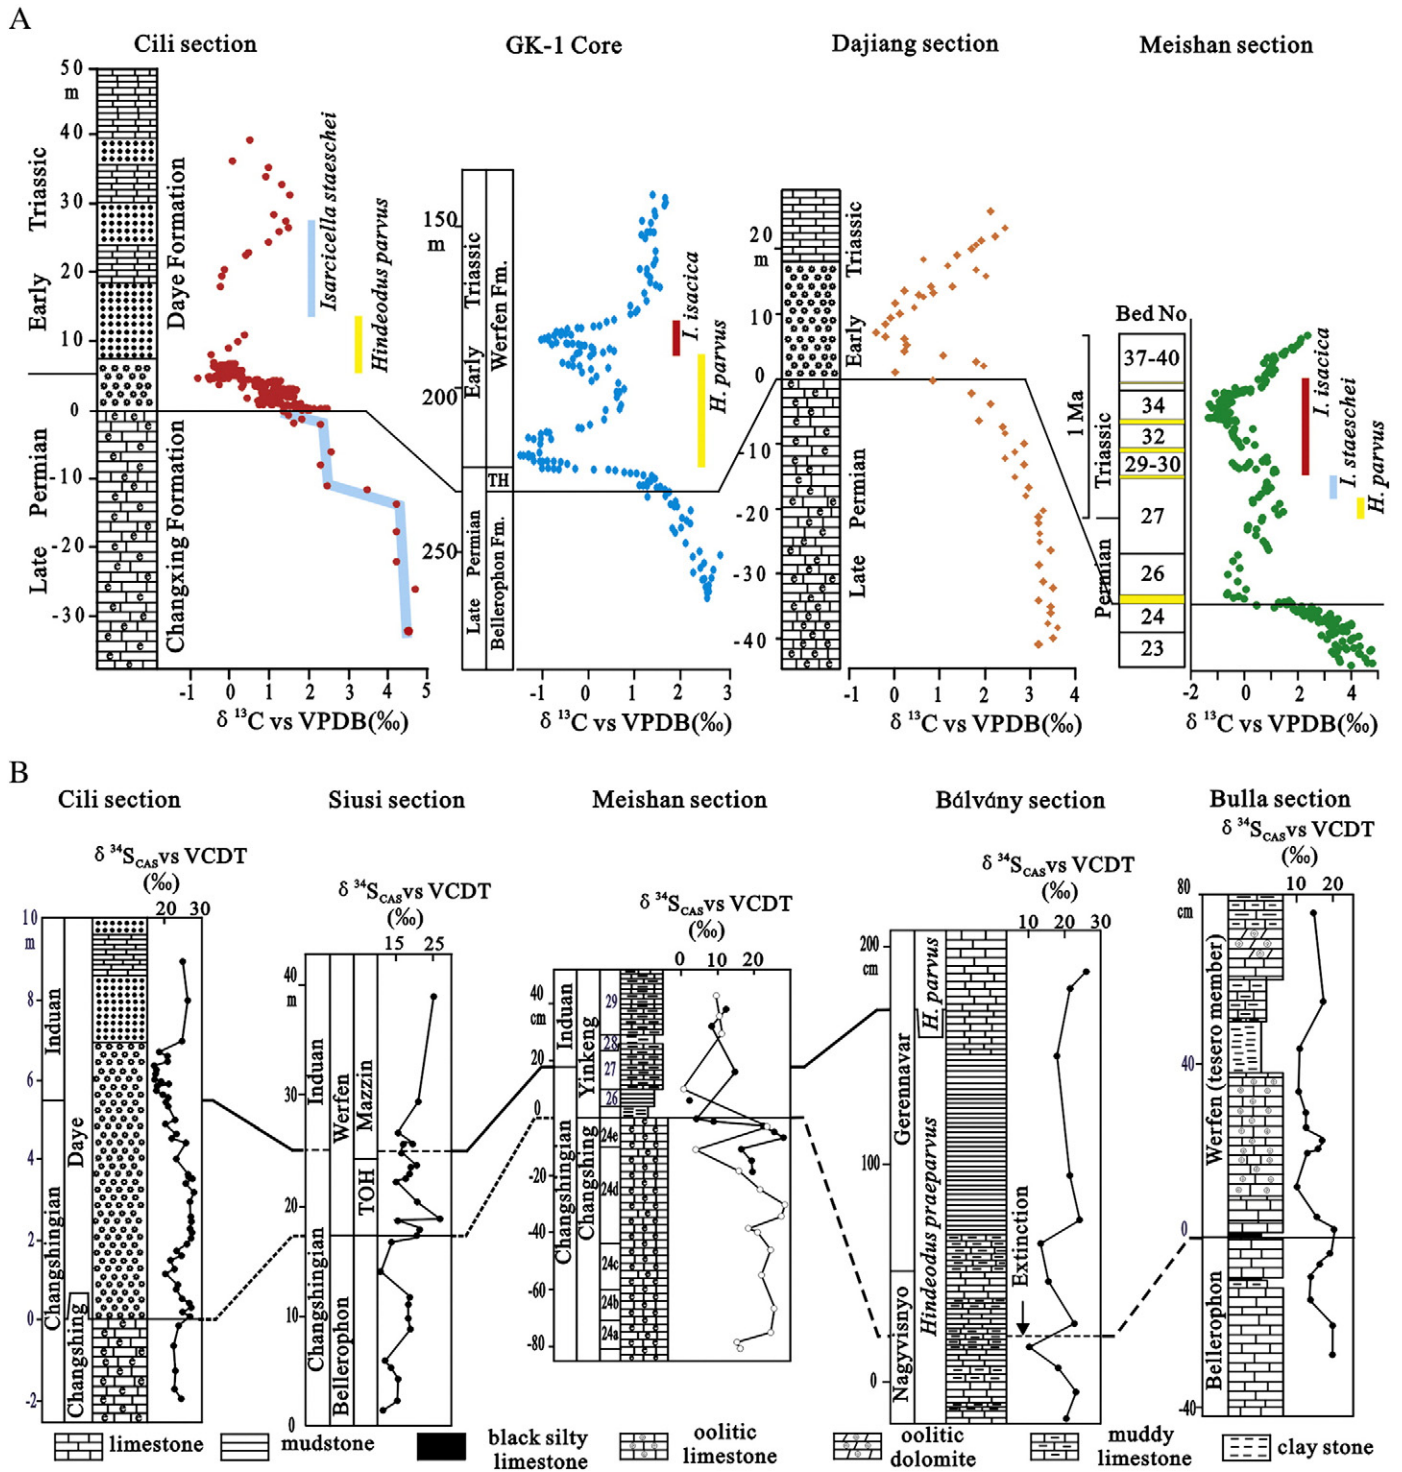 A
Cili section
GK-1 Core
Dajiang section
Meishan section
50
m
40
30
20
10
0
-10
-20
-30
Early Triassic
Late Permian
Daye Formation
Changxing Formation
Isarcicella staeschei
Hindeodus parvus
-1 0 1 2 3 4 5
δ 13C vs VPDB(‰)
150
m
200
250
Early Triassic
Late Permian
Werfen Fm.
TH
Bellerophon Fm.
I. isacica
H. parvus
-1 0 1 2 3
δ 13C vs VPDB(‰)
20
m
10
0
-10
-20
-30
-40
Early Triassic
Late Permian
-1 0 1 2 3 4
δ 13C vs VPDB(‰)
Bed No
37-40
34
32
29-30
27
26
24
23
1 Ma
Triassic
Permian
I. isacica
I. staeschei
H. parvus
-2 0 2 4
δ 13C vs VPDB(‰)
B
Cili section
Siusi section
Meishan section
Bálvány section
Bulla section
δ 34SCAS vs VCDT
(‰)
20 30
10
m
8
6
4
2
0
-2
Induan
Changshingian
Daye
Changshing
δ 34SCAS vs VCDT
(‰)
15 25
40
m
30
20
10
0
Induan
Changshingian
Werfen
Bellerophon
Mazzin
TOH
δ 34SCAS vs VCDT
(‰)
0 10 20
40
cm
20
0
-20
-40
-60
-80
Induan
Changshingian
Yinkeng
Changshing
29
28
27
26
24e
24d
24c
24b
24a
δ 34SCAS vs VCDT
(‰)
10 20 30
200
cm
100
0
Gerennavar
Nagyvisnyo
H. parvus
Hindeodus praeparvus
Extinction
δ 34SCAS vs VCDT
(‰)
10 20
80
cm
40
0
-40
Werfen (tesero member)
Bellerophon
limestone
mudstone
black silty
limestone
oolitic
limestone
oolitic
dolomite
muddy
limestone
clay stone